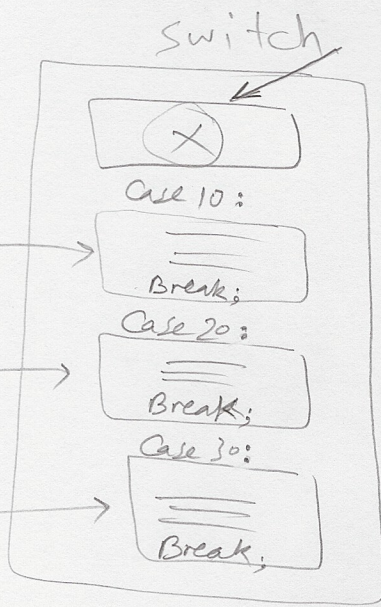 switch
X
Case 10:
Break;
Case 20:
Break;
Case 30:
Break;